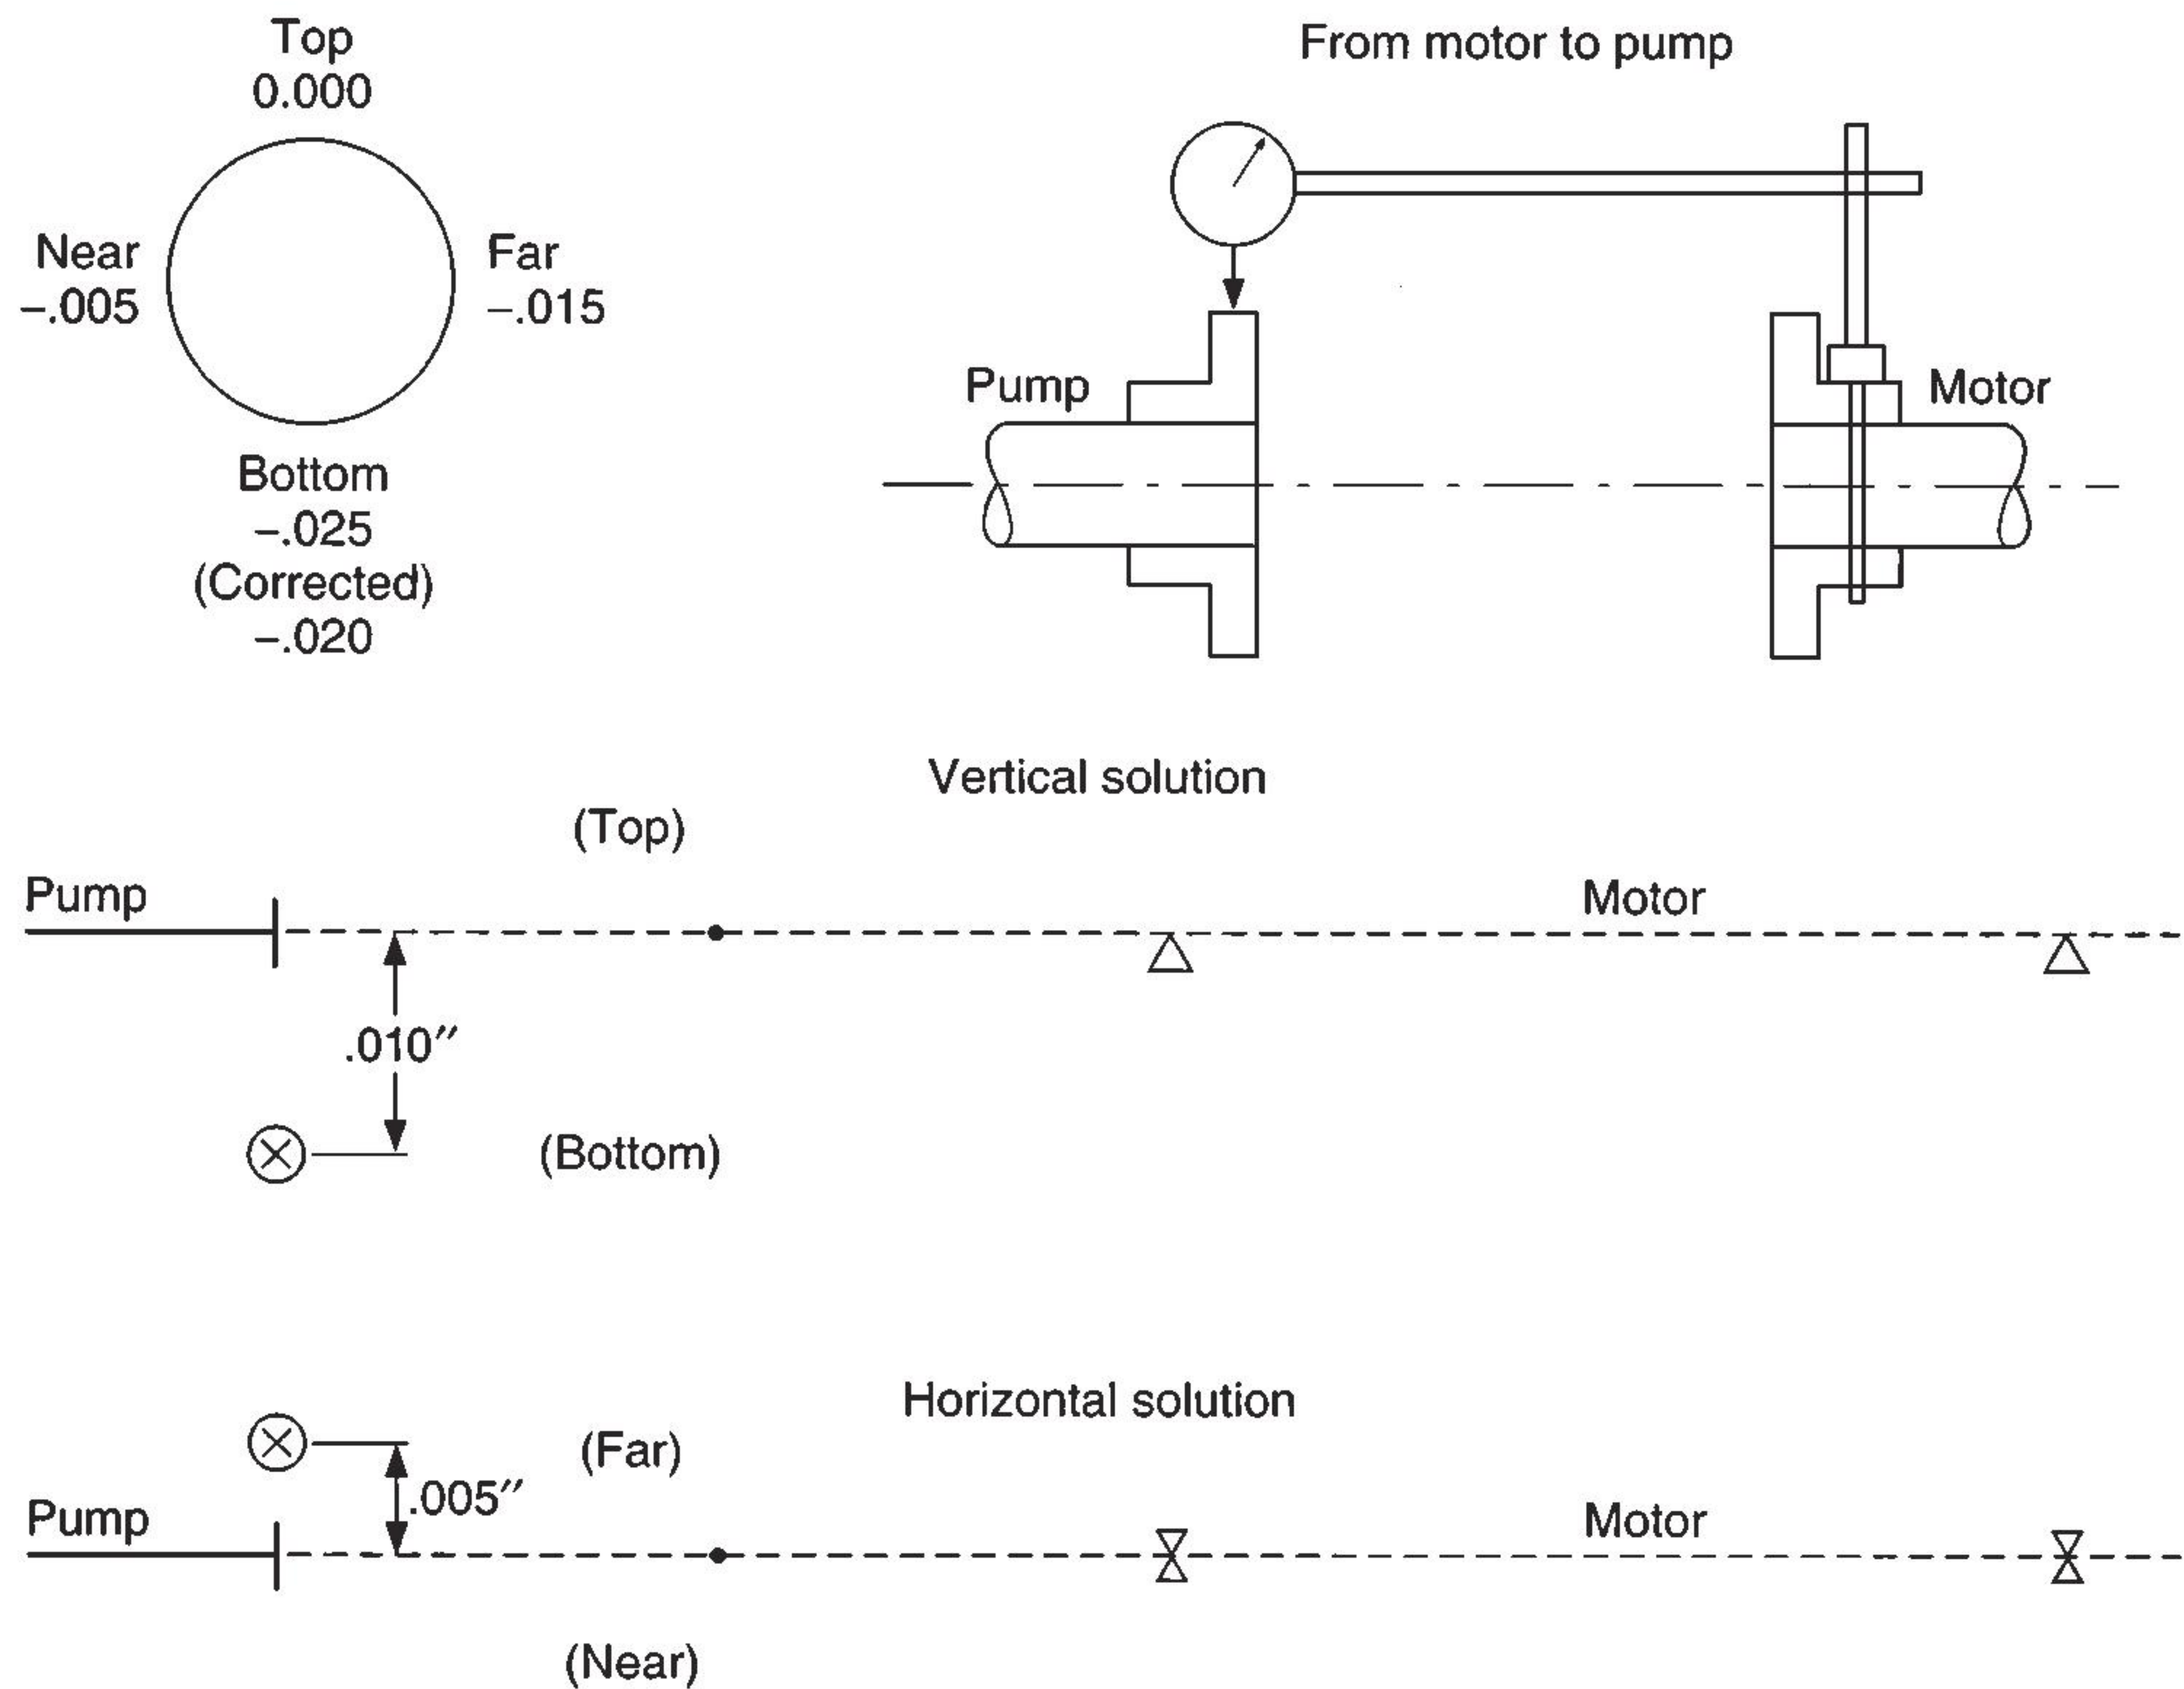 Top
0.000
Near
–.005
Far
–.015
Bottom
–.025
(Corrected)
–.020
From motor to pump
Pump
Motor
Vertical solution
(Top)
Pump
Motor
.010″
(Bottom)
Horizontal solution
(Far)
.005″
Pump
Motor
(Near)